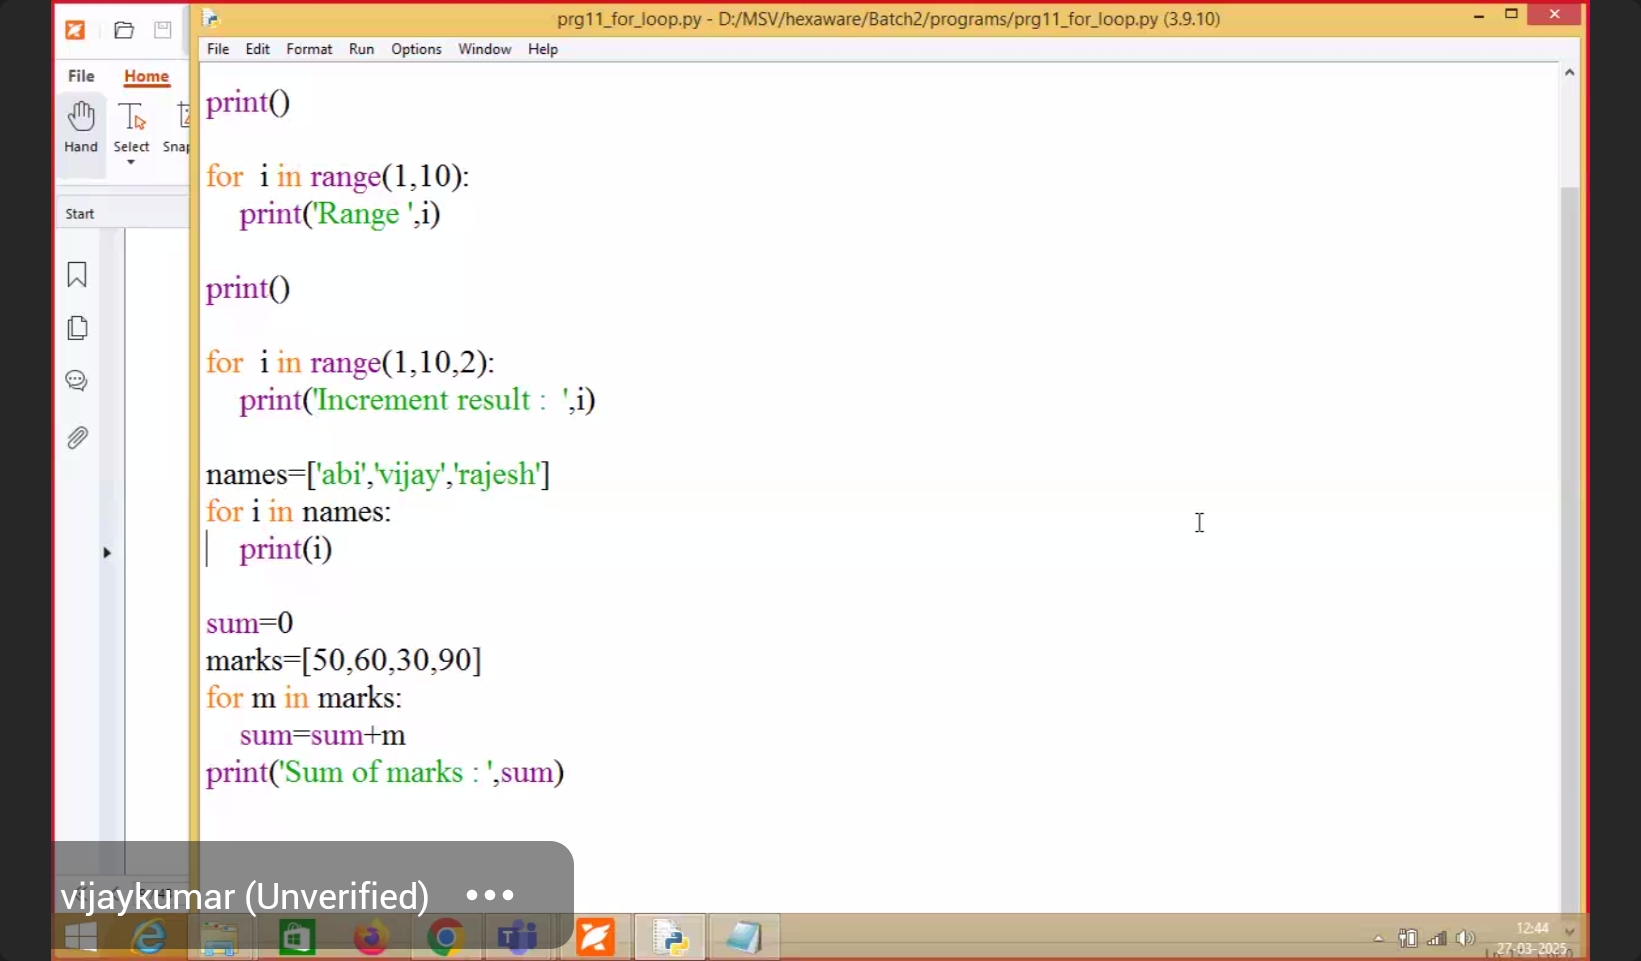 prg11_for_loop.py - D:/MSV/hexaware/Batch2/programs/prg11_for_loop.py (3.9.10)
File Edit Format Run Options Window Help
File Home
Hand Select Snap
Start
print()
for i in range(1,10):
print('Range ',i)
print()
for i in range(1,10,2):
print('Increment result : ',i)
names=['abi','vijay','rajesh']
for i in names:
print(i)
sum=0
marks=[50,60,30,90]
for m in marks:
sum=sum+m
print('Sum of marks : ',sum)
vijaykumar (Unverified) •••
12:44
27-03-2025